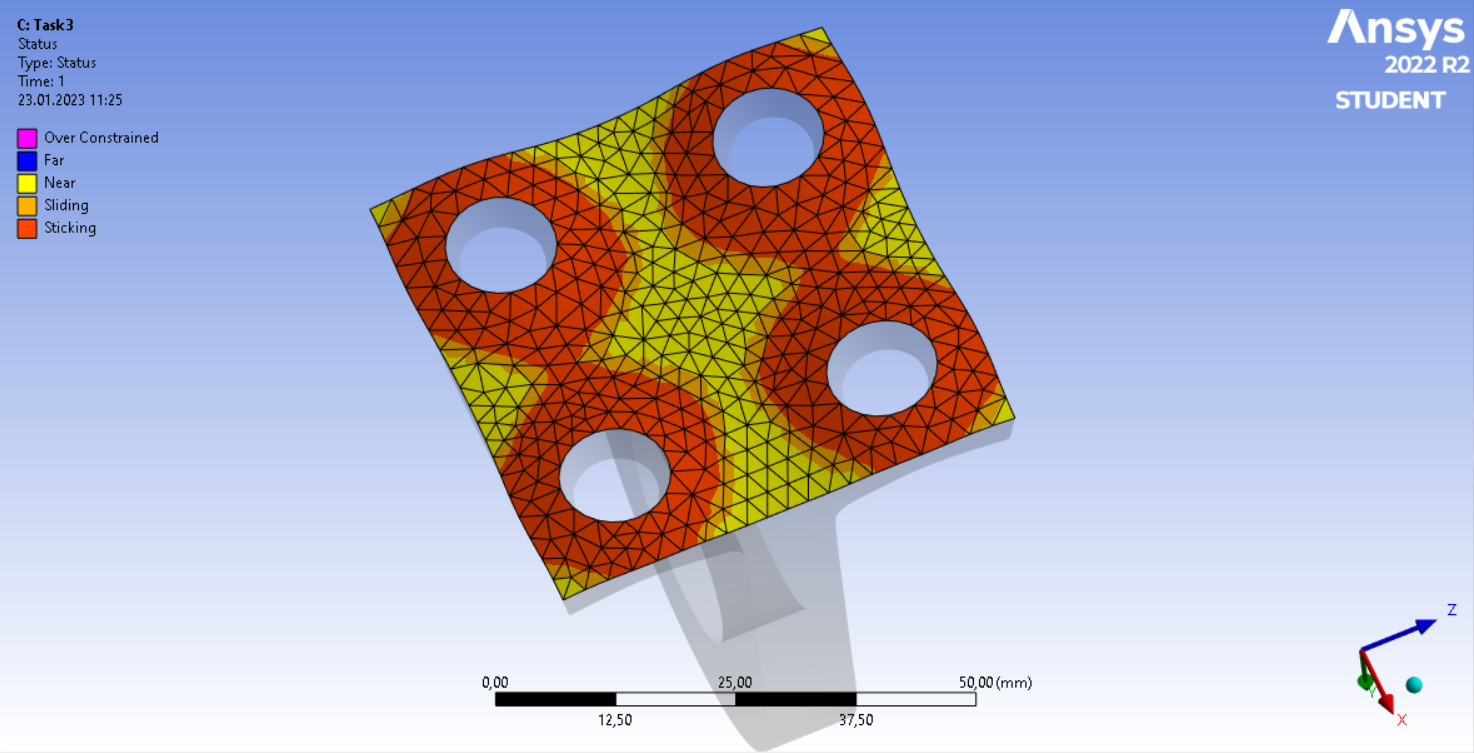 C: Task3
Status
Type: Status
Time: 1
23.01.2023 11:25
Over Constrained
Far
Near
Sliding
Sticking
Ansys
2022 R2
STUDENT
0,00 25,00 50,00 (mm)
12,50 37,50
Z
Y
X